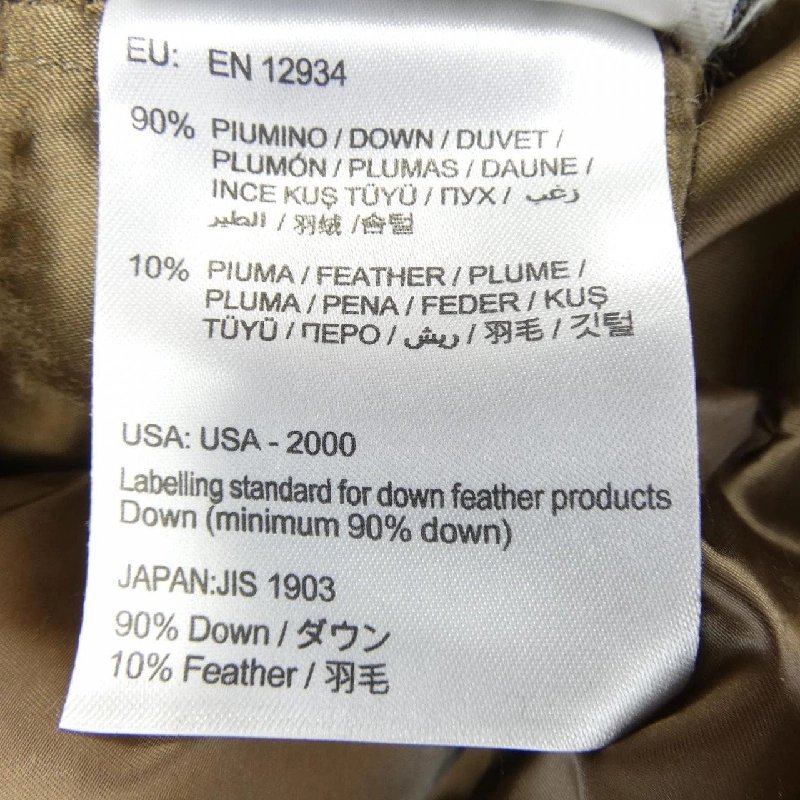 EU: EN 12934
90% PIUMINO / DOWN / DUVET /
PLUMÓN / PLUMAS / DAUNE /
INCE KUŞ TÜYÜ / ПУХ / زغب
الطير / 羽绒 / 솜털
10% PIUMA / FEATHER / PLUME /
PLUMA / PENA / FEDER / KUŞ
TÜYÜ / ПЕРО / ريش / 羽毛 / 깃털
USA: USA - 2000
Labelling standard for down feather products
Down (minimum 90% down)
JAPAN:JIS 1903
90% Down / ダウン
10% Feather / 羽毛